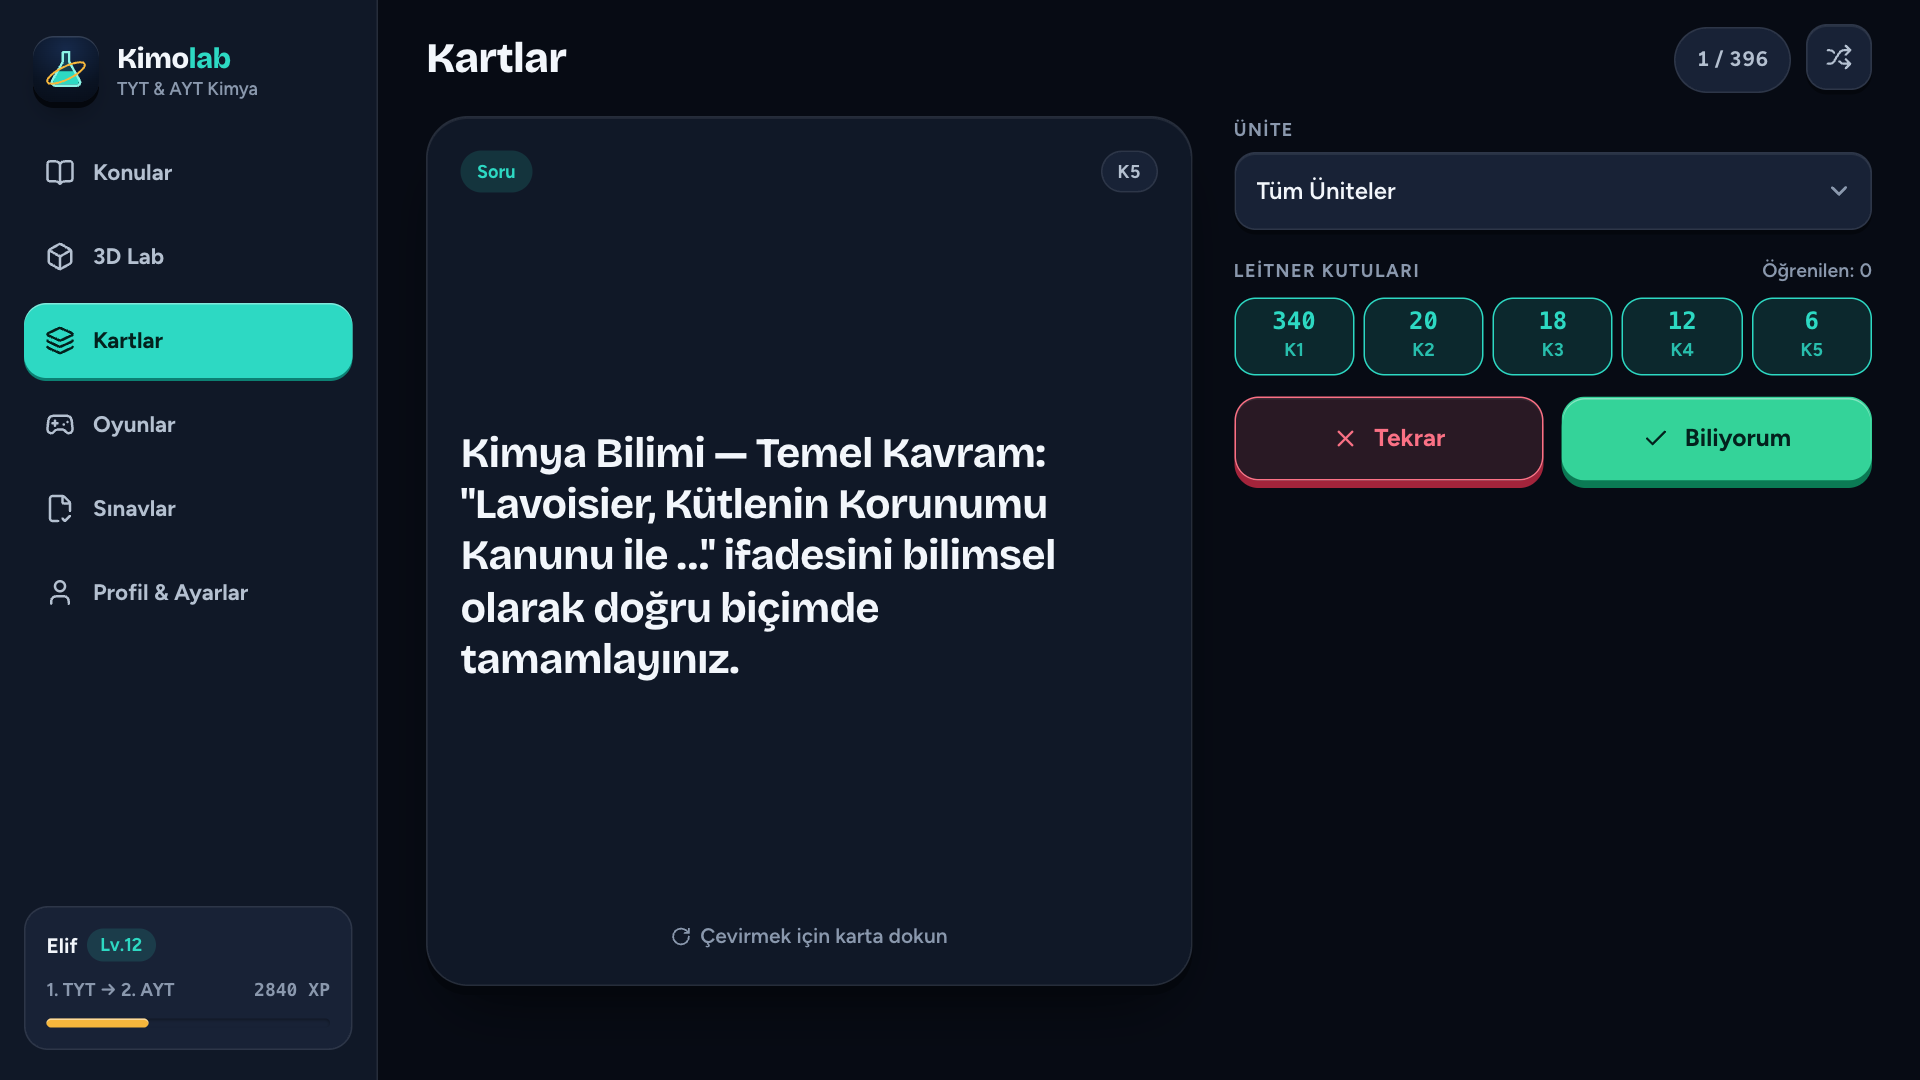 Kimolab
TYT & AYT Kimya
Konular
3D Lab
Kartlar
Oyunlar
Sınavlar
Profil & Ayarlar
Elif Lv.12
1. TYT → 2. AYT 2840 XP
Kartlar
1 / 396
Soru K5
Kimya Bilimi — Temel Kavram:
"Lavoisier, Kütlenin Korunumu
Kanunu ile ..." ifadesini bilimsel
olarak doğru biçimde
tamamlayınız.
Çevirmek için karta dokun
ÜNİTE
Tüm Üniteler
LEİTNER KUTULARI Öğrenilen: 0
340 20 18 12 6
K1 K2 K3 K4 K5
Tekrar Biliyorum